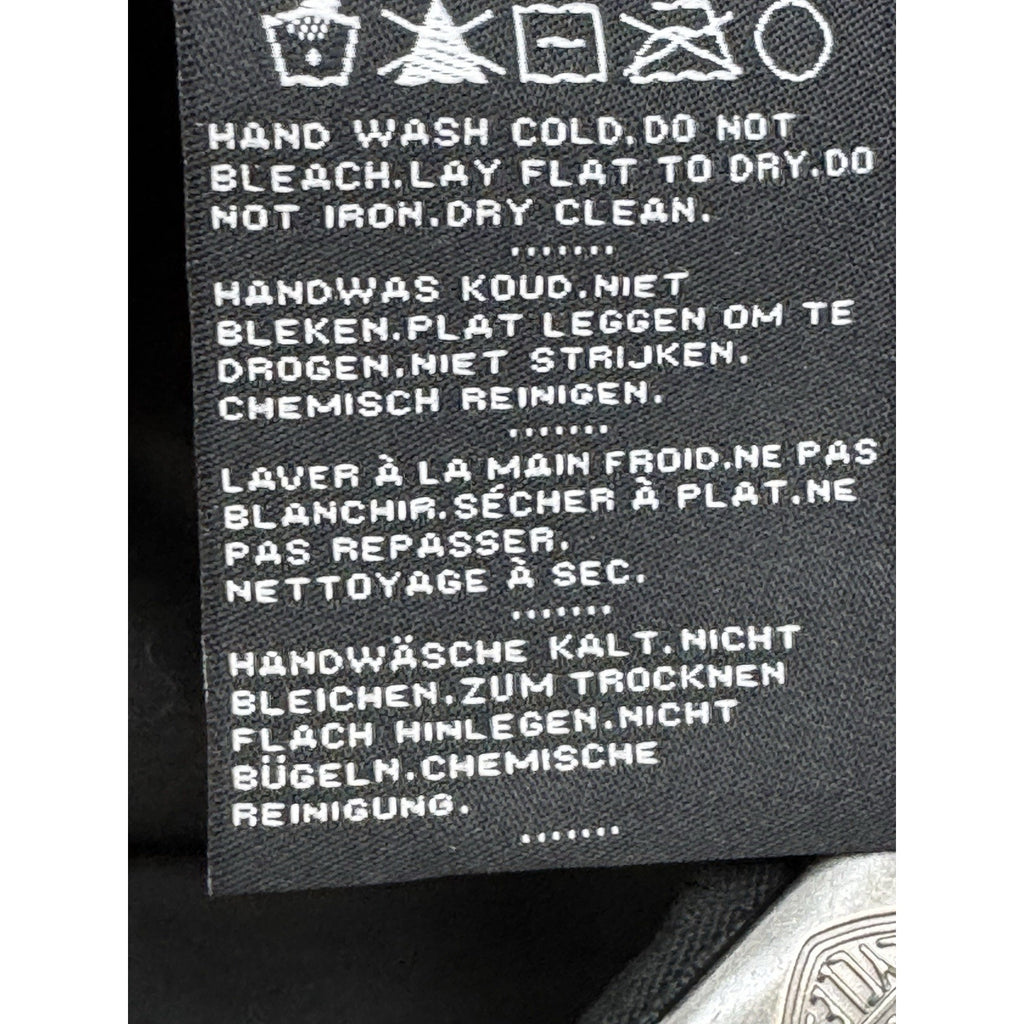 HAND WASH COLD.DO NOT
BLEACH.LAY FLAT TO DRY.DO
NOT IRON.DRY CLEAN.
HANDWAS KOUD.NIET
BLEKEN.PLAT LEGGEN OM TE
DROGEN.NIET STRIJKEN.
CHEMISCH REINIGEN.
LAVER À LA MAIN FROID.NE PAS
BLANCHIR.SÉCHER À PLAT.NE
PAS REPASSER.
NETTOYAGE À SEC.
HANDWÄSCHE KALT.NICHT
BLEICHEN.ZUM TROCKNEN
FLACH HINLEGEN.NICHT
BÜGELN.CHEMISCHE
REINIGUNG.